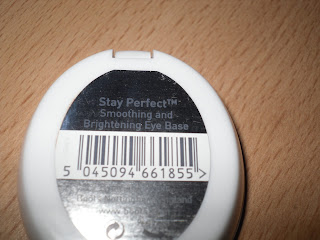 Stay Perfect™
Smoothing and
Brightening Eye Base
5 045094 661855 >